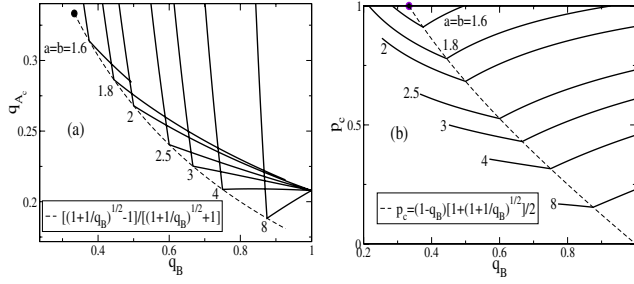 a=b=1.6
1.8
2
2.5
3
4
8
(a)
[(1+1/q_B)^1/2-1]/[(1+1/q_B)^1/2+1]
0.3
0.25
0.2
q_A_c
0.4
0.6
0.8
1
q_B
a=b=1.6
1.8
2
2.5
3
4
8
(b)
p_c=(1-q_B)[1+(1+1/q_B)^1/2]/2
1
0.5
0
p_c
0.2
0.4
0.6
0.8
1
q_B